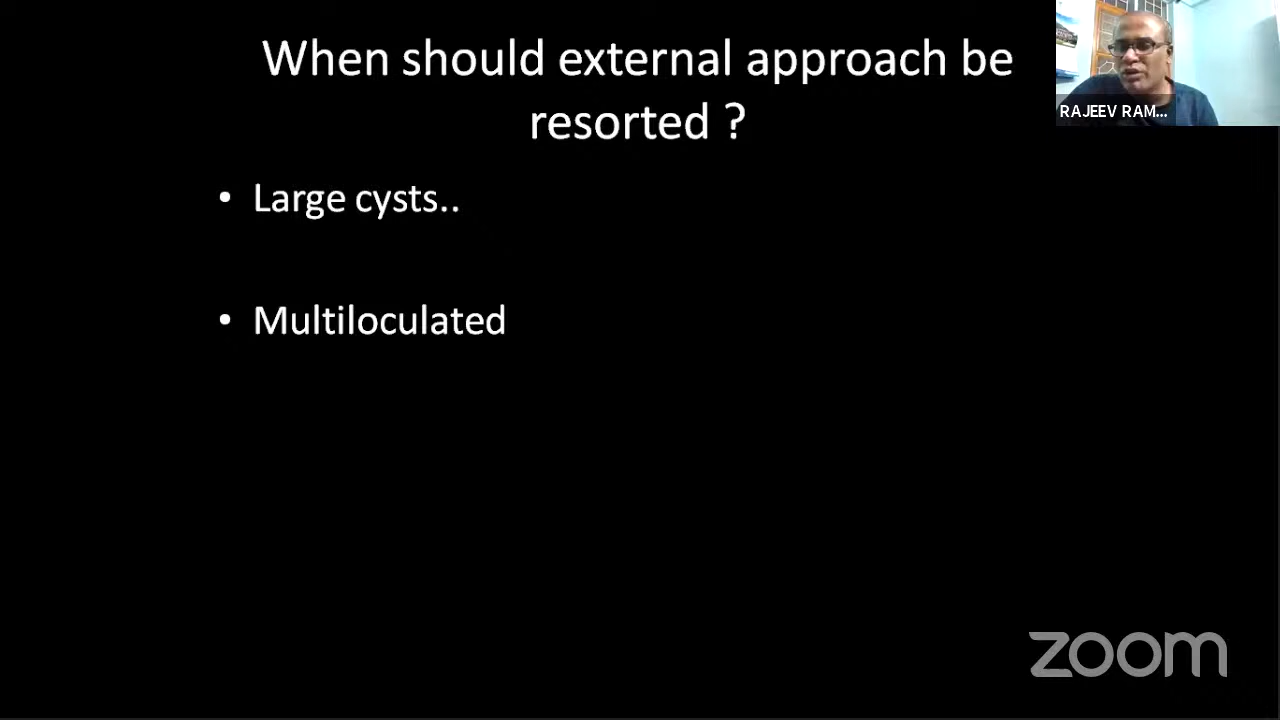 When should external approach be
resorted ?
• Large cysts..
• Multiloculated
RAJEEV RAM...
zoom